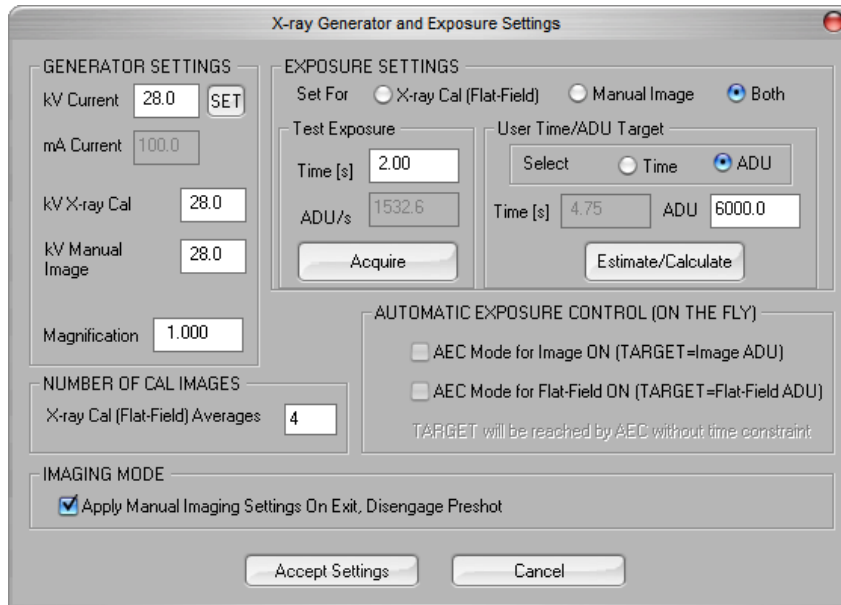 X-ray Generator and Exposure Settings
GENERATOR SETTINGS
kV Current 28.0 SET
mA Current 100.0
kV X-ray Cal 28.0
kV Manual
Image 28.0
Magnification 1.000
EXPOSURE SETTINGS
Set For X-ray Cal (Flat-Field) Manual Image Both
Test Exposure
Time [s] 2.00
ADU/s 1532.6
Acquire
User Time/ADU Target
Select Time ADU
Time [s] 4.75 ADU 6000.0
Estimate/Calculate
AUTOMATIC EXPOSURE CONTROL (ON THE FLY)
AEC Mode for Image ON (TARGET=Image ADU)
AEC Mode for Flat-Field ON (TARGET=Flat-Field ADU)
TARGET will be reached by AEC without time constraint
NUMBER OF CAL IMAGES
X-ray Cal (Flat-Field) Averages 4
IMAGING MODE
Apply Manual Imaging Settings On Exit, Disengage Preshot
Accept Settings Cancel